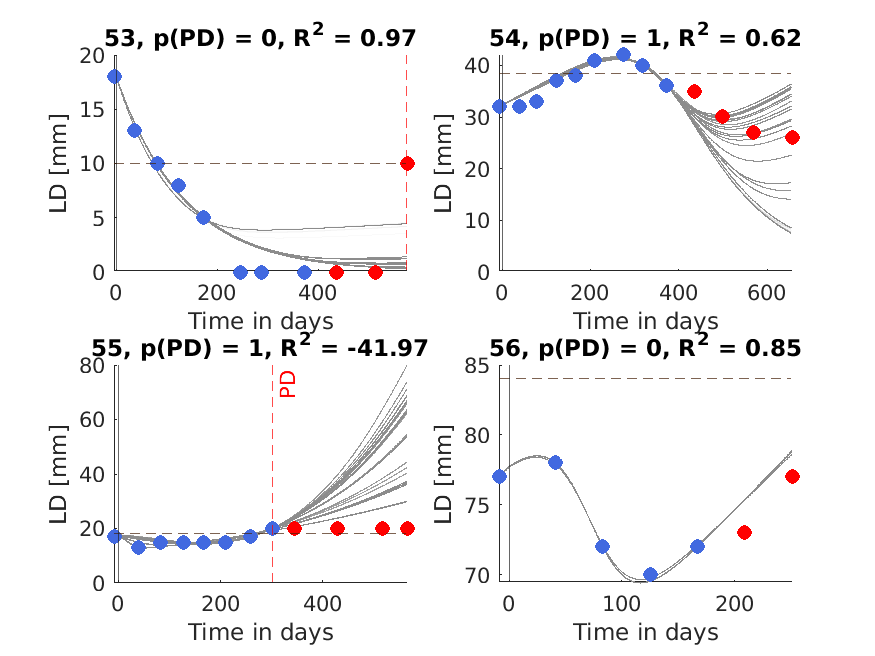 53, p(PD) = 0, R² = 0.97
20
15
10
5
0
LD [mm]
0
200
400
Time in days
54, p(PD) = 1, R² = 0.62
40
30
20
10
0
LD [mm]
0
200
400
600
Time in days
55, p(PD) = 1, R² = -41.97
80
60
40
20
0
LD [mm]
PD
0
200
400
Time in days
56, p(PD) = 0, R² = 0.85
85
80
75
70
LD [mm]
0
100
200
Time in days